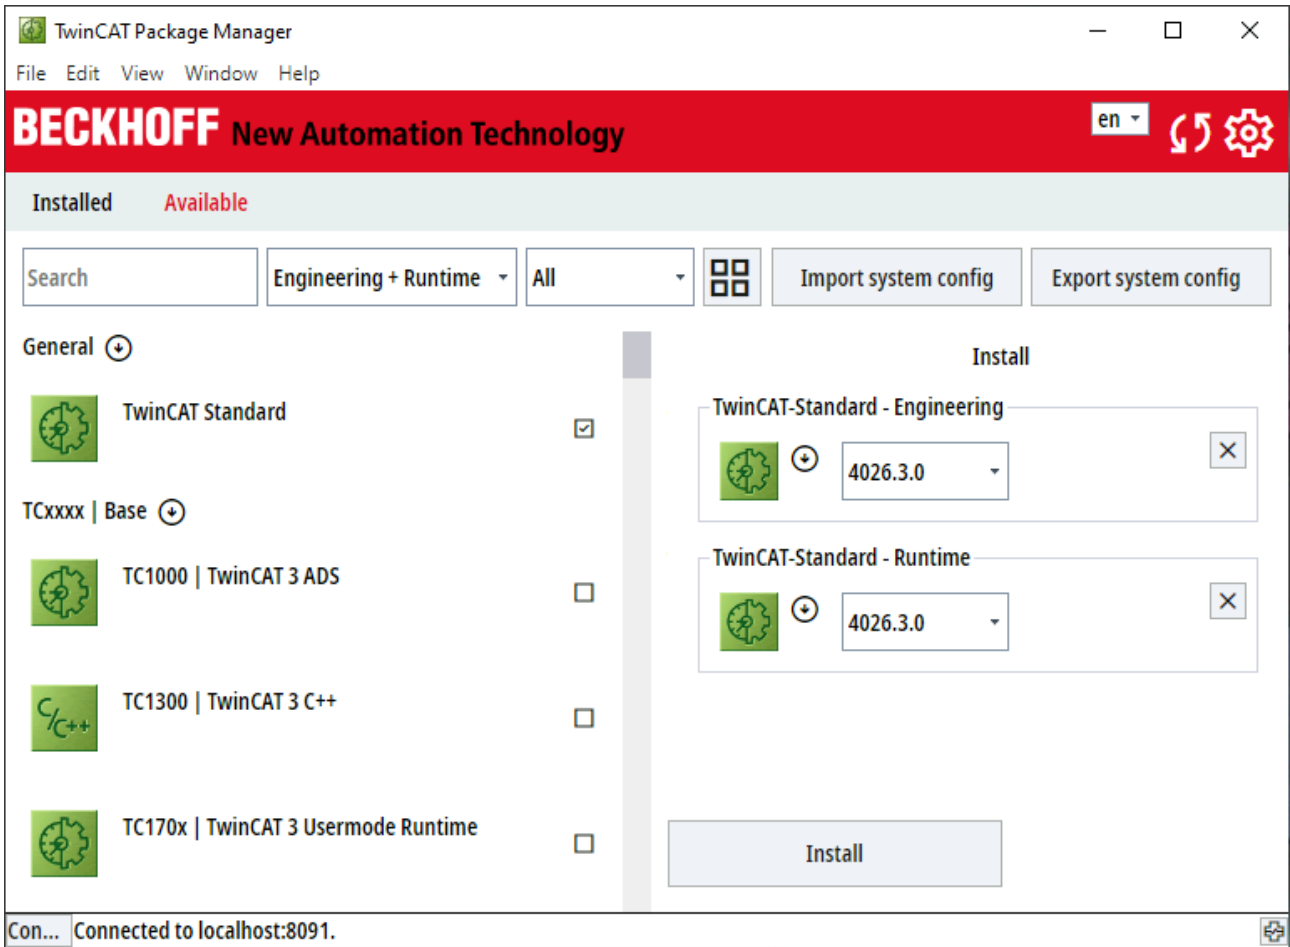 TwinCAT Package Manager
File Edit View Window Help
BECKHOFF New Automation Technology
en
Installed Available
Search Engineering + Runtime All Import system config Export system config
General
Install
TwinCAT Standard
TwinCAT-Standard - Engineering
4026.3.0
TCxxxx | Base
TwinCAT-Standard - Runtime
TC1000 | TwinCAT 3 ADS
4026.3.0
C/C++
TC1300 | TwinCAT 3 C++
TC170x | TwinCAT 3 Usermode Runtime
Install
Con... Connected to localhost:8091.